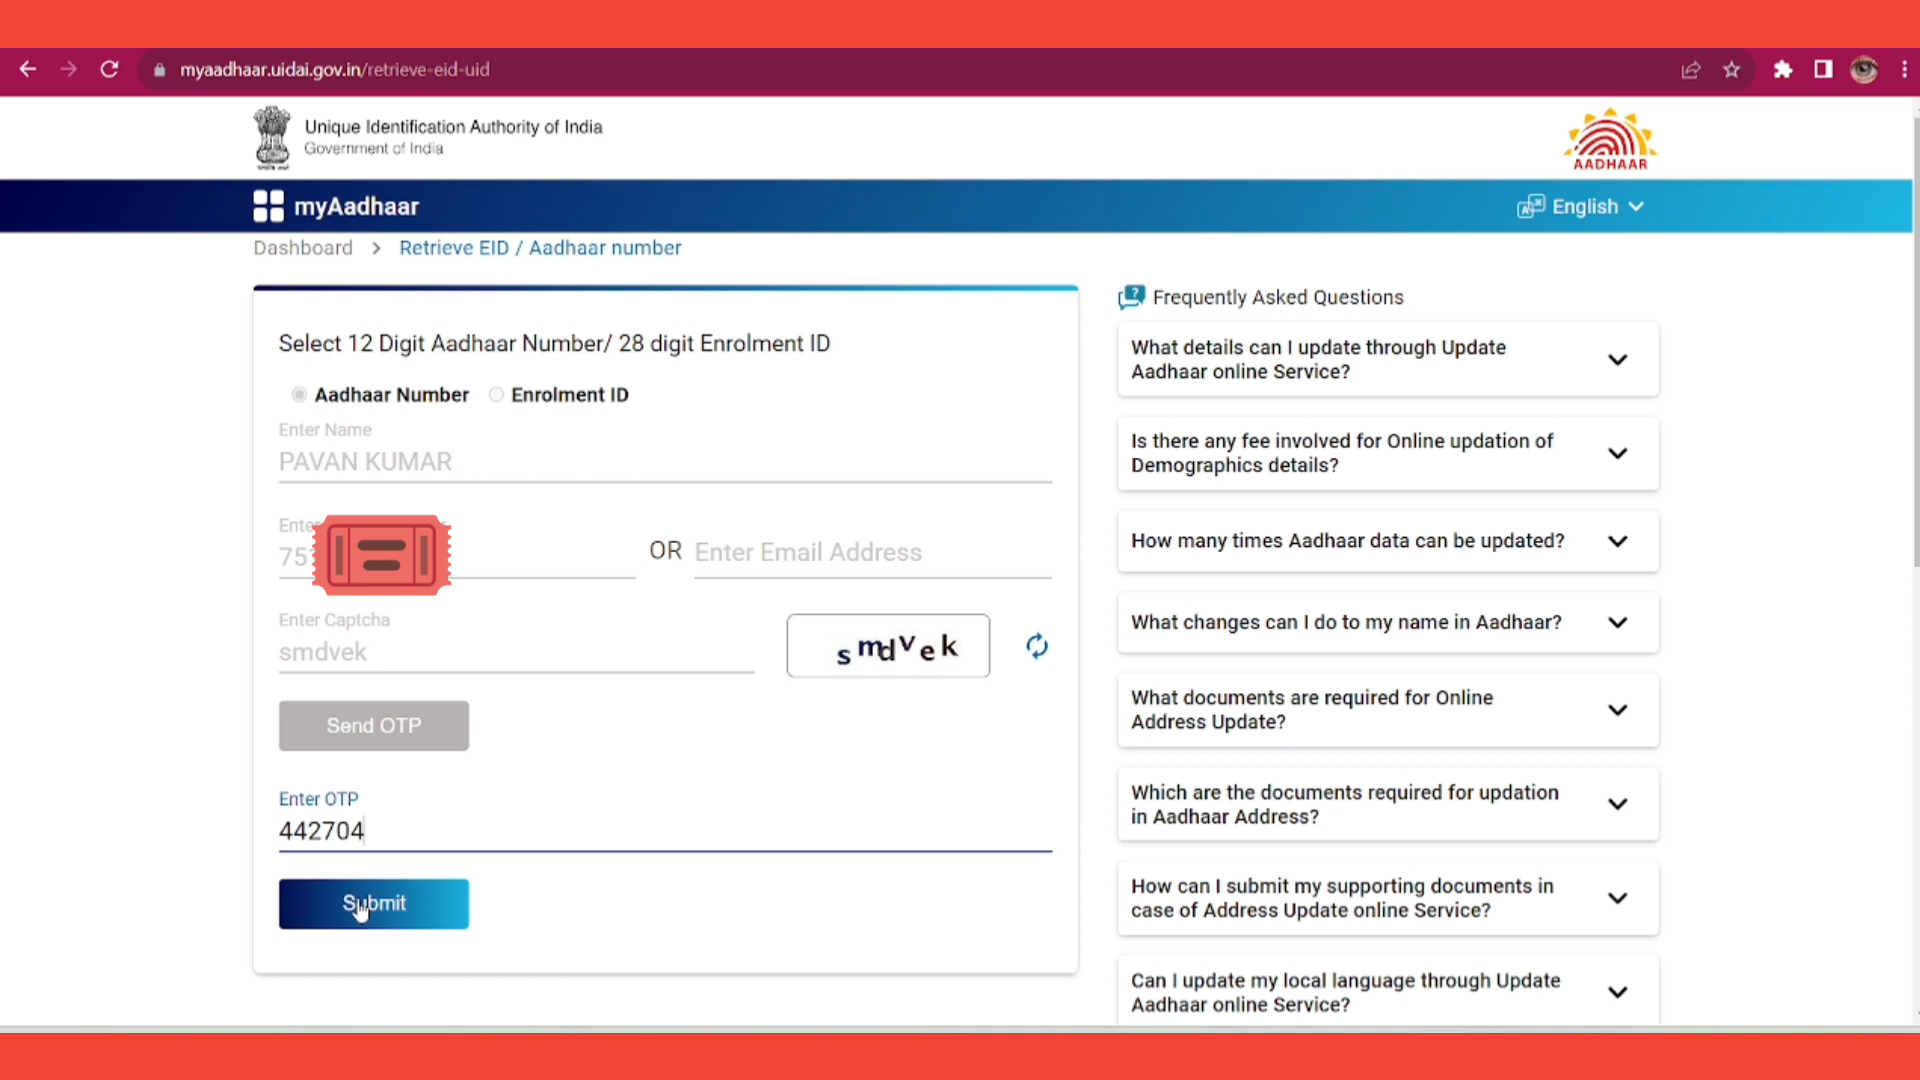 myaadhaar.uidai.gov.in/retrieve-eid-uid
Unique Identification Authority of India
Government of India
AADHAAR
myAadhaar
English
Dashboard > Retrieve EID / Aadhaar number
Select 12 Digit Aadhaar Number/ 28 digit Enrolment ID
Aadhaar Number Enrolment ID
Enter Name
PAVAN KUMAR
OR Enter Email Address
Enter Captcha
smdvek
smdvek
Send OTP
Enter OTP
442704
Submit
Frequently Asked Questions
What details can I update through Update
Aadhaar online Service?
Is there any fee involved for Online updation of
Demographics details?
How many times Aadhaar data can be updated?
What changes can I do to my name in Aadhaar?
What documents are required for Online
Address Update?
Which are the documents required for updation
in Aadhaar Address?
How can I submit my supporting documents in
case of Address Update online Service?
Can I update my local language through Update
Aadhaar online Service?